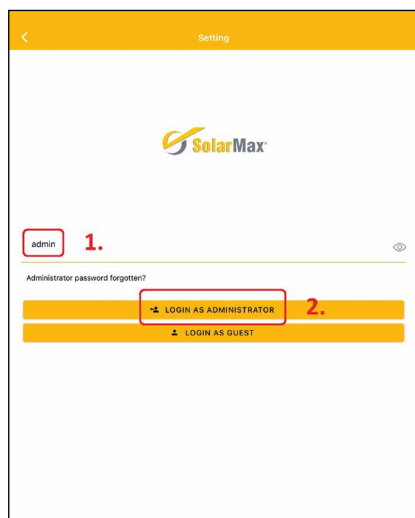 Setting
SolarMax
admin
1.
Administrator password forgotten?
LOGIN AS ADMINISTRATOR
2.
LOGIN AS GUEST